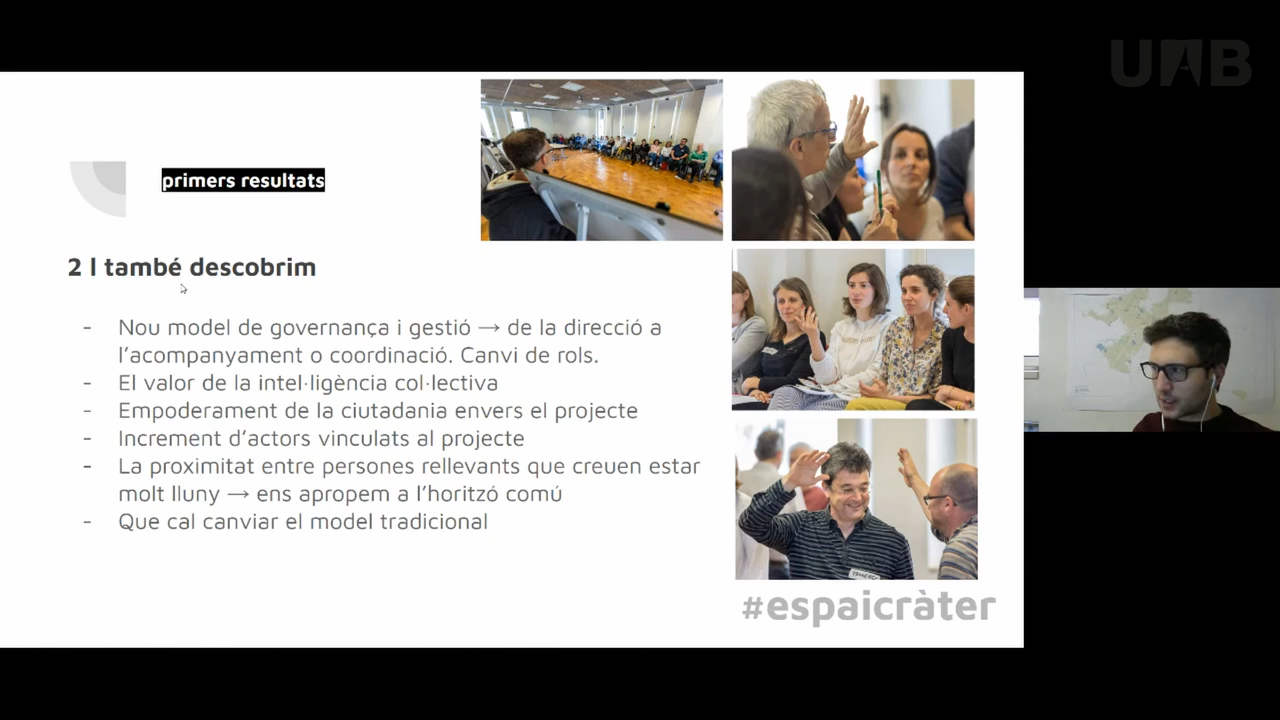 UAB
primers resultats
2 I també descobrim
- Nou model de governança i gestió → de la direcció a
l'acompanyament o coordinació. Canvi de rols.
- El valor de la intel·ligència col·lectiva
- Empoderament de la ciutadania envers el projecte
- Increment d'actors vinculats al projecte
- La proximitat entre persones rellevants que creuen estar
molt lluny → ens apropem a l'horitzó comú
- Que cal canviar el model tradicional
#espaicràter